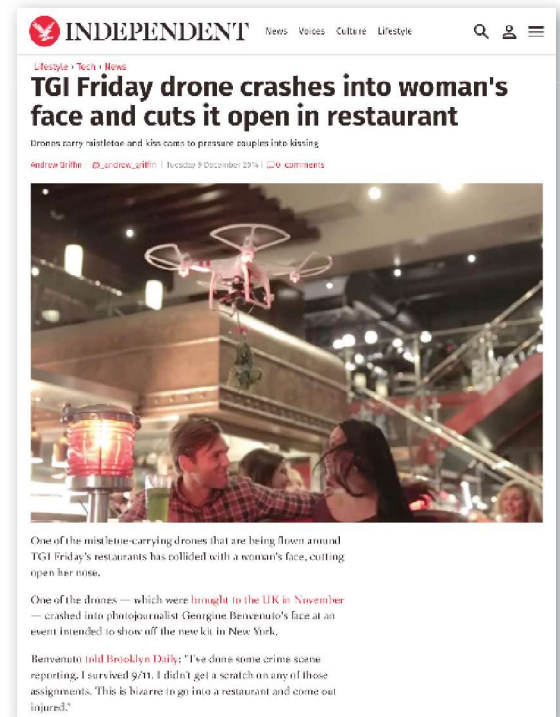 INDEPENDENT
News Voices Culture Lifestyle
Lifestyle › Tech › News
TGI Friday drone crashes into woman's
face and cuts it open in restaurant
Drones carry mistletoe and kiss cams to pressure couples into kissing
Andrew Griffin @_andrew_griffin | Tuesday 9 December 2014 | 0 comments
One of the mistletoe-carrying drones that are being flown around
TGI Friday's restaurants has collided with a woman's face, cutting
open her nose.
One of the drones — which were brought to the UK in November
— crashed into photojournalist Georgine Benvenuto's face at an
event intended to show off the new kit in New York.
Benvenuto told Brooklyn Daily: "I've done some crime scene
reporting. I survived 9/11. I didn't get a scratch on any of those
assignments. This is bizarre to go into a restaurant and come out
injured."